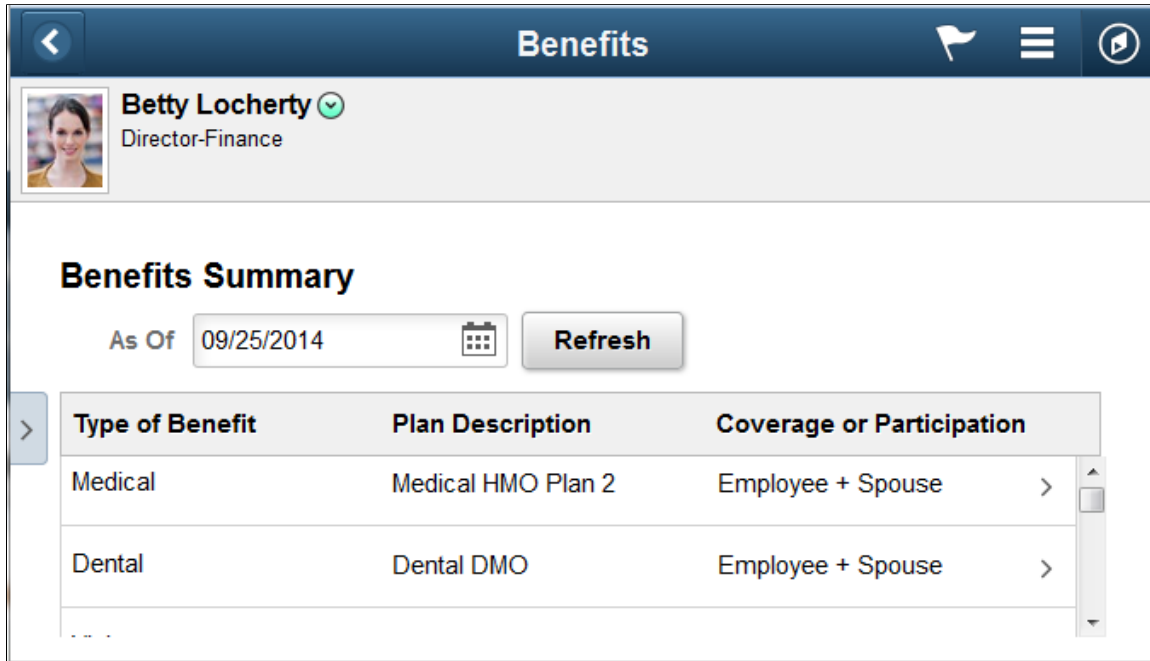 Benefits
Betty Locherty
Director-Finance
Benefits Summary
As Of 09/25/2014 Refresh
Type of Benefit Plan Description Coverage or Participation
Medical Medical HMO Plan 2 Employee + Spouse
Dental Dental DMO Employee + Spouse